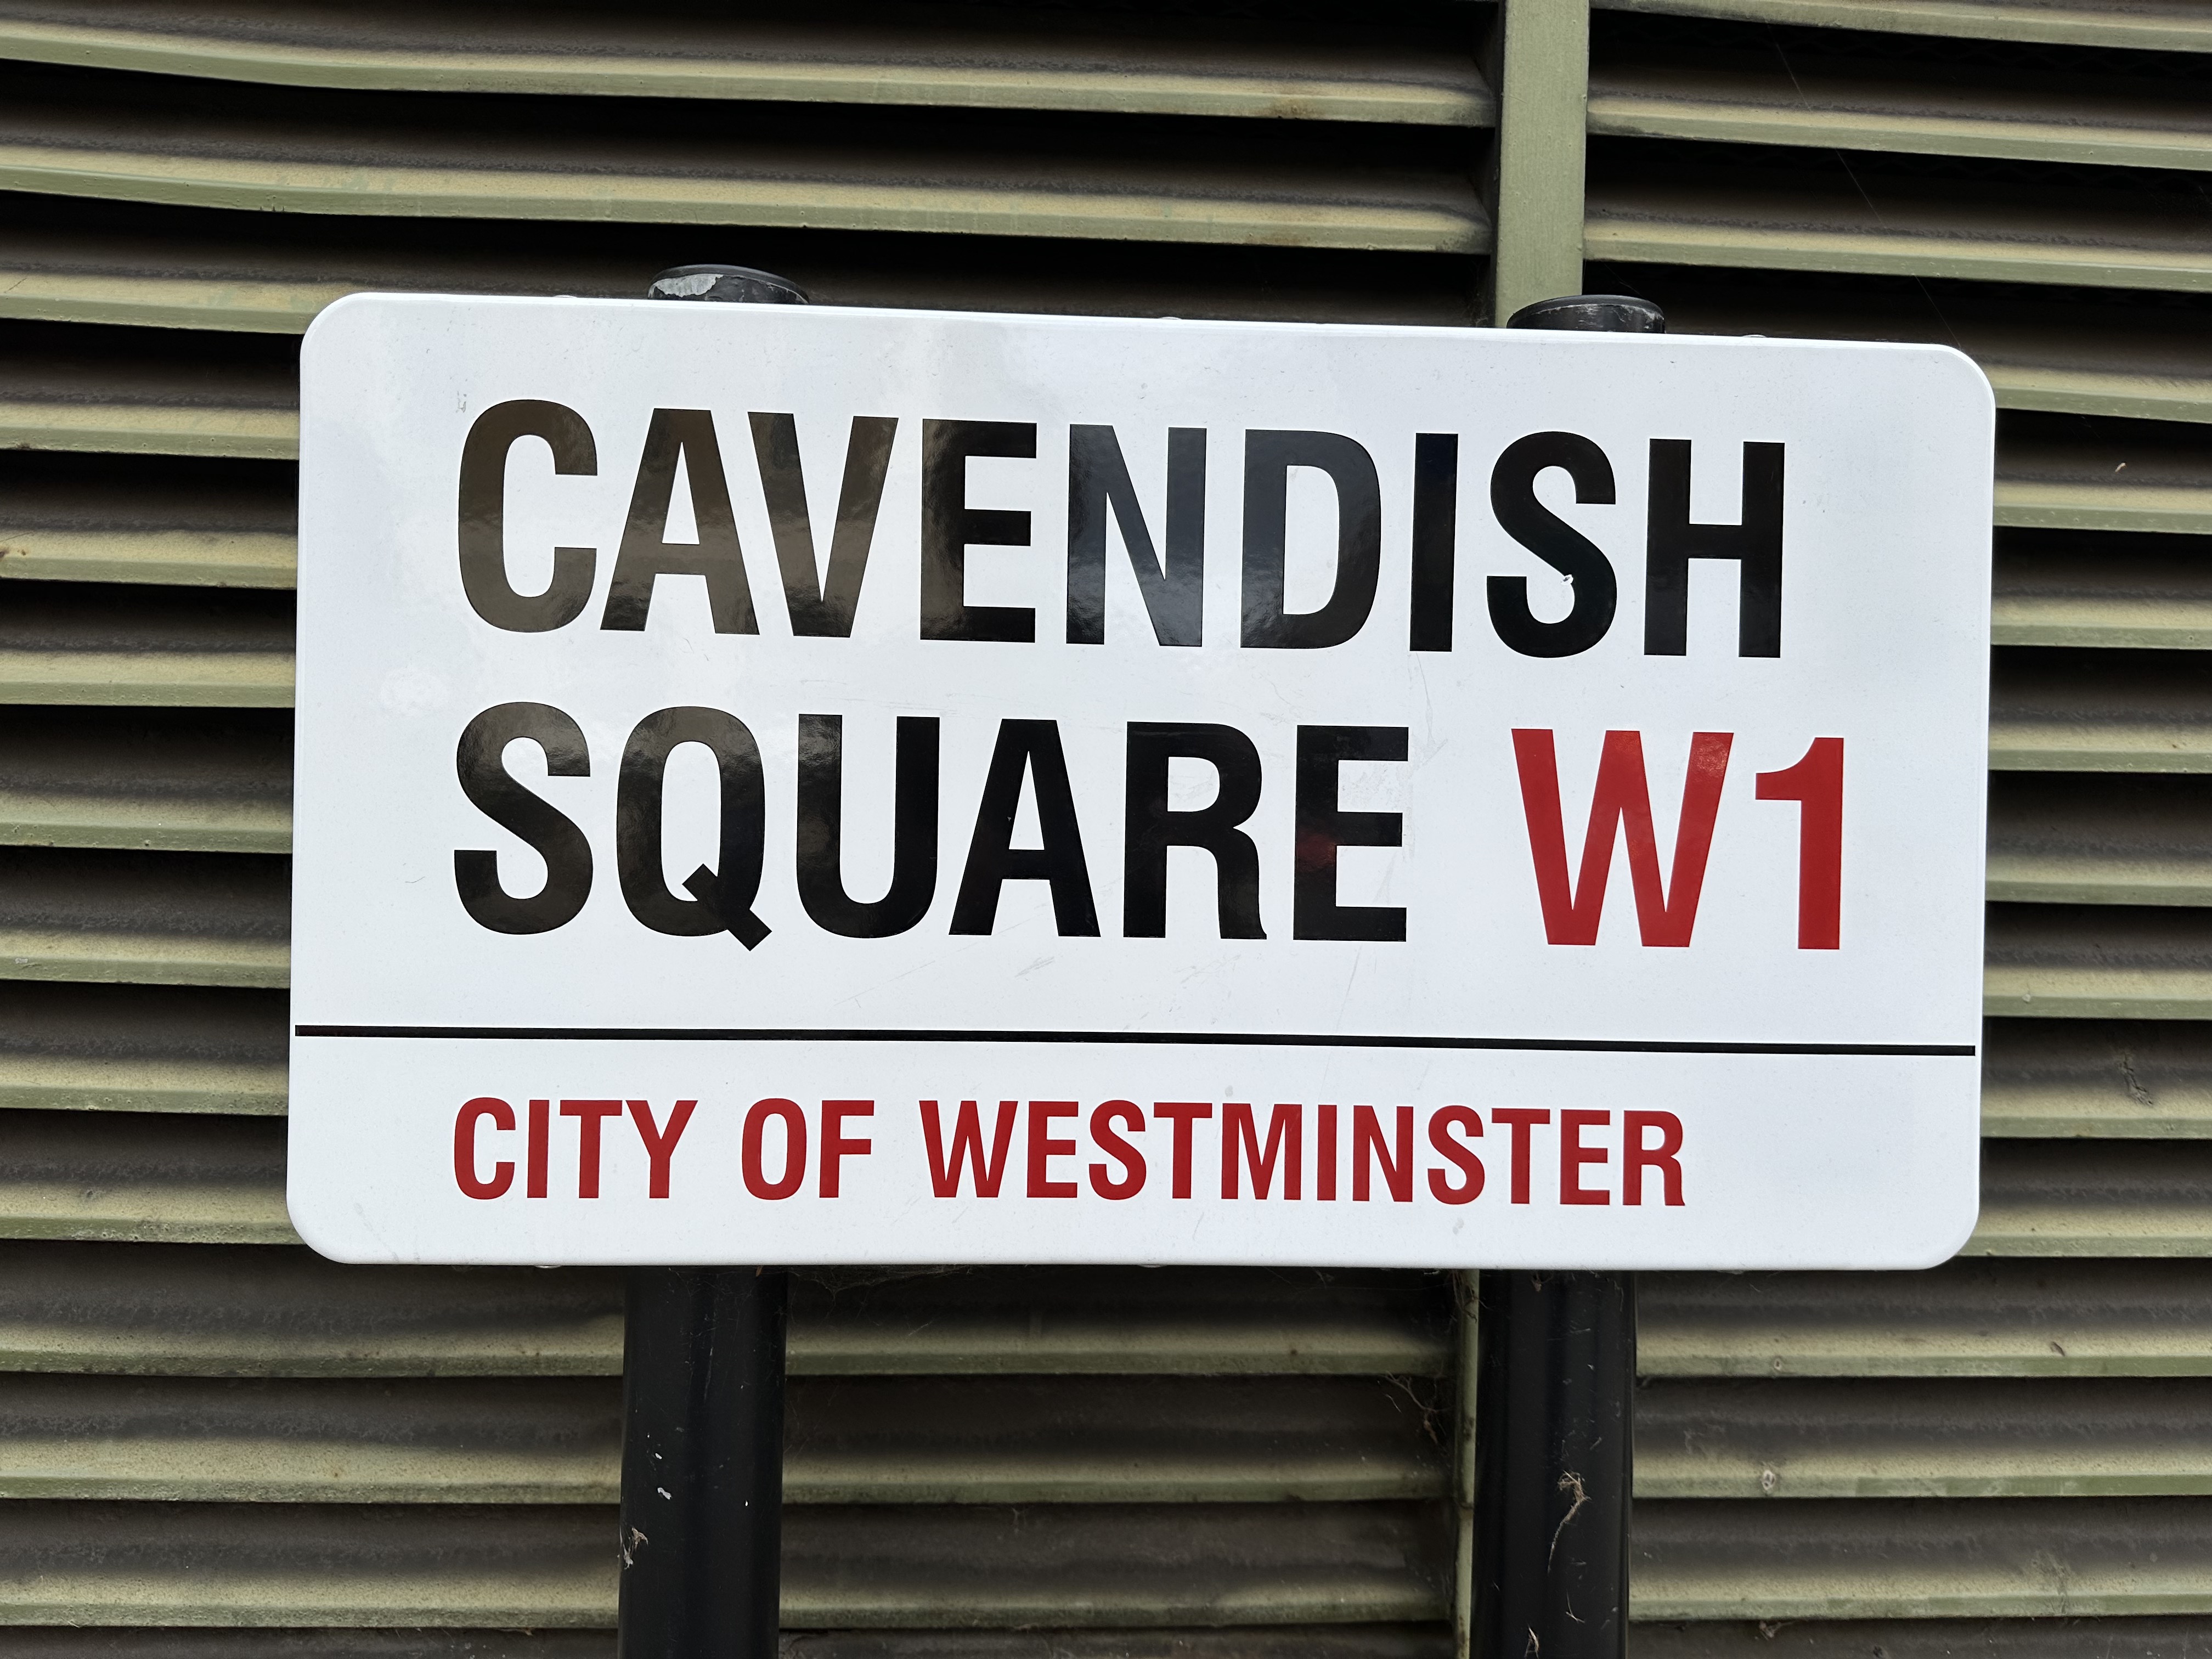 CAVENDISH
SQUARE W1
CITY OF WESTMINSTER